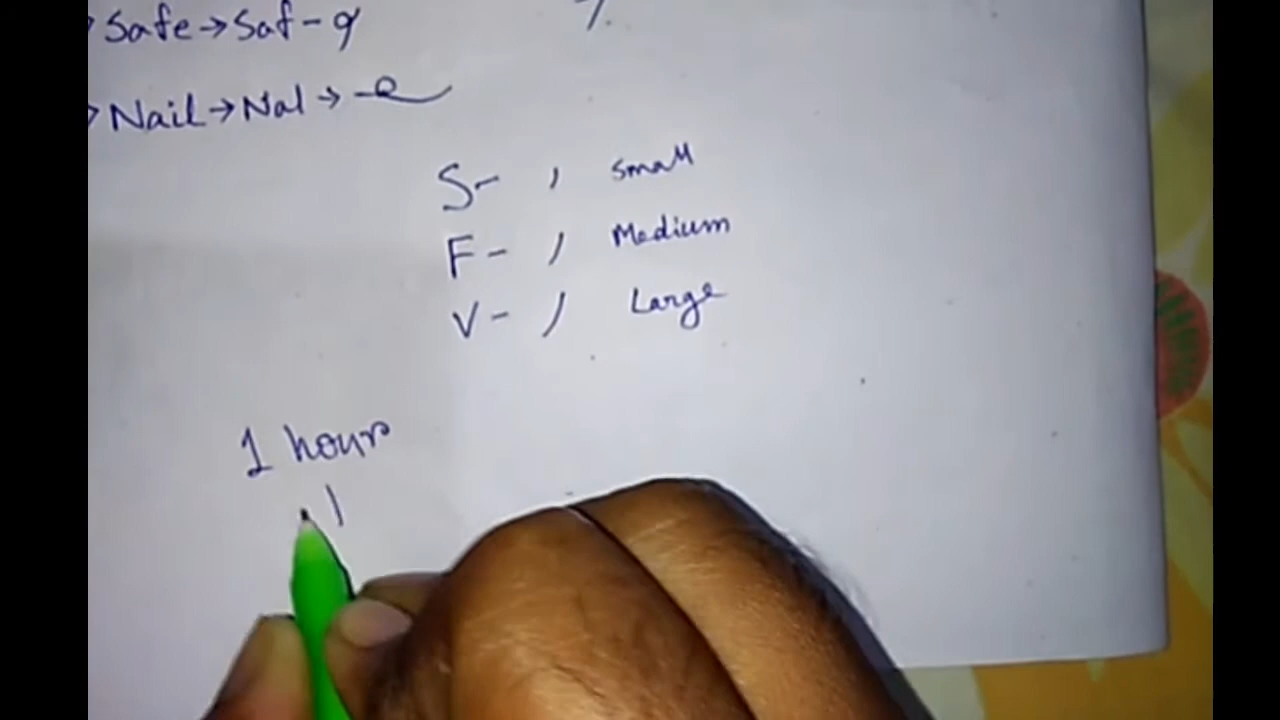 Safe → Saf -
Nail → Nal →
S- , Small
F- , Medium
V- , Large
1 hour